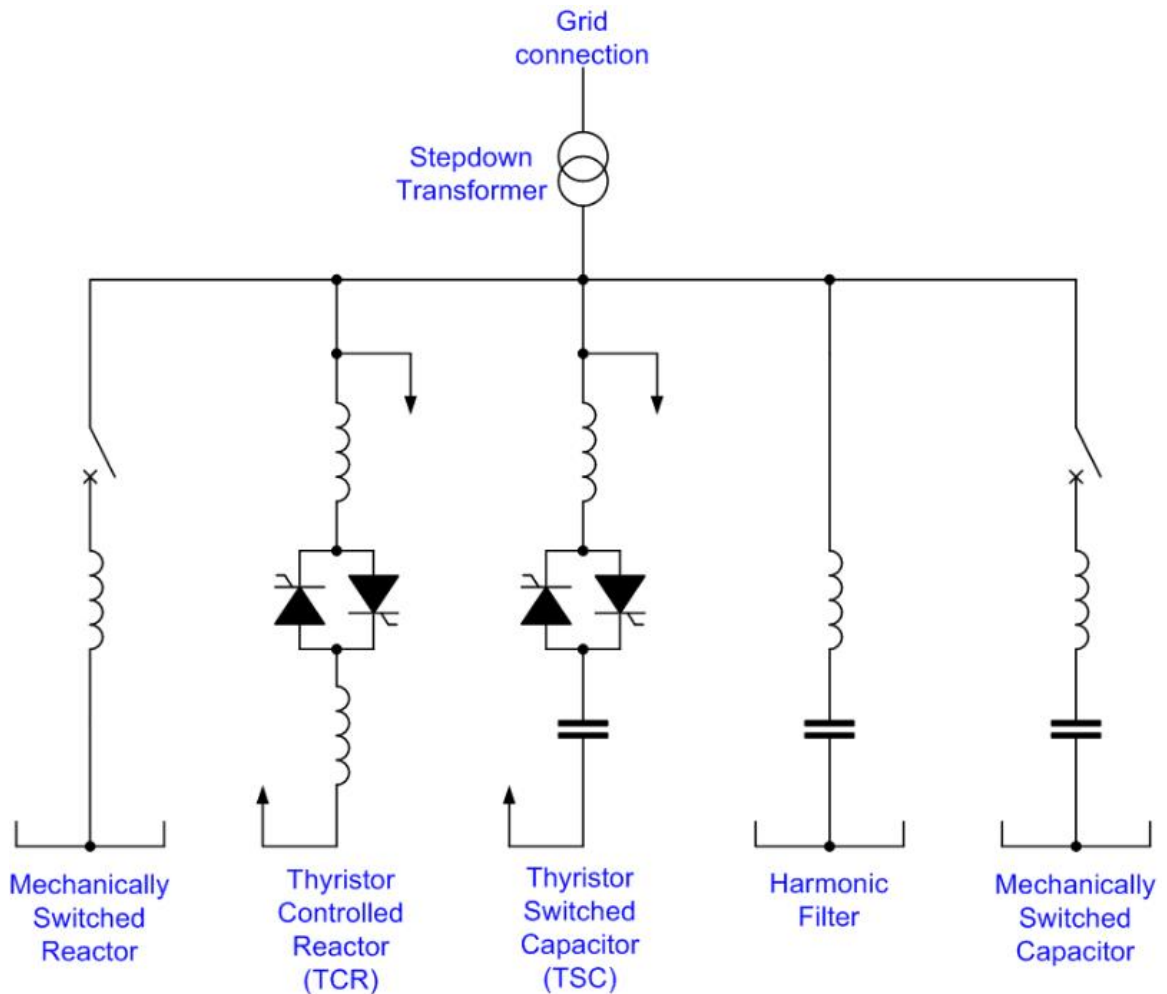 Grid
connection
Stepdown
Transformer
Mechanically
Switched
Reactor
Thyristor
Controlled
Reactor
(TCR)
Thyristor
Switched
Capacitor
(TSC)
Harmonic
Filter
Mechanically
Switched
Capacitor